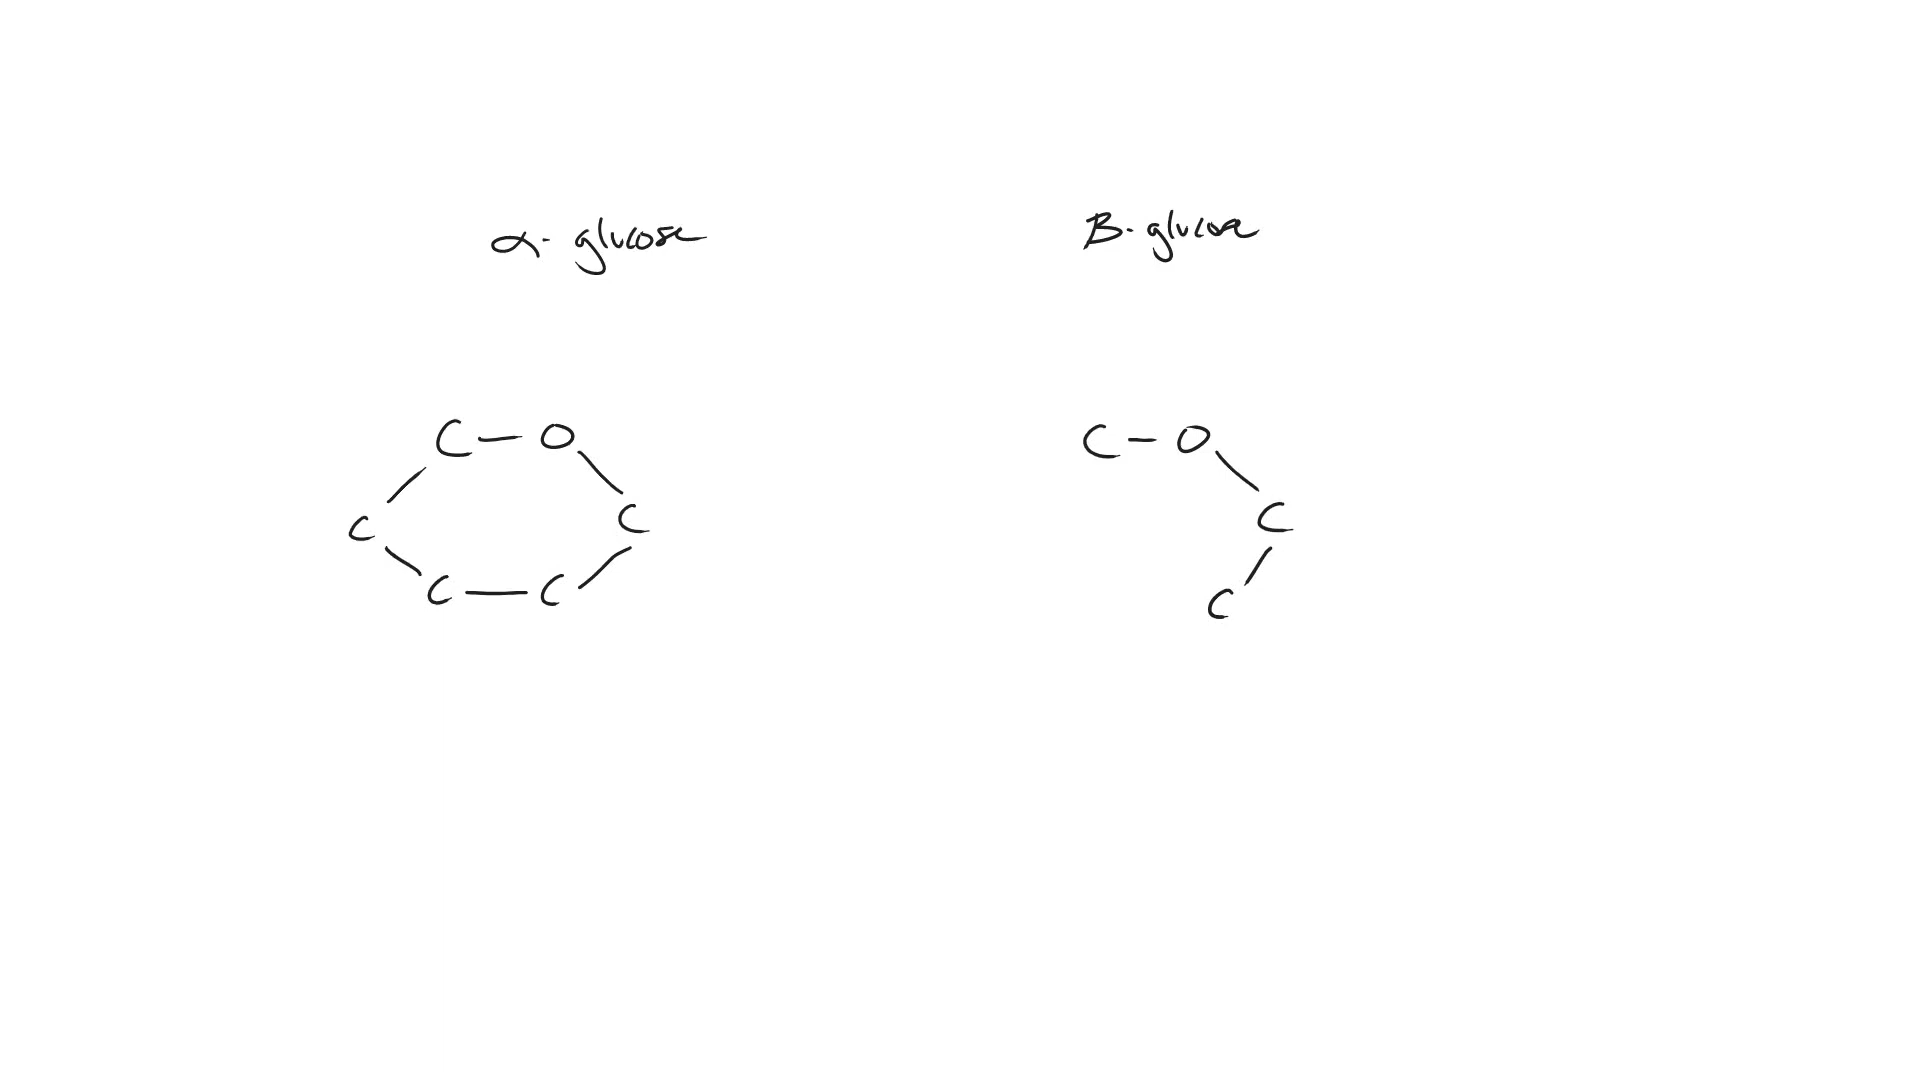 α- glucose
B- glucose
C – O
C
C
C — C
C – O
C
C